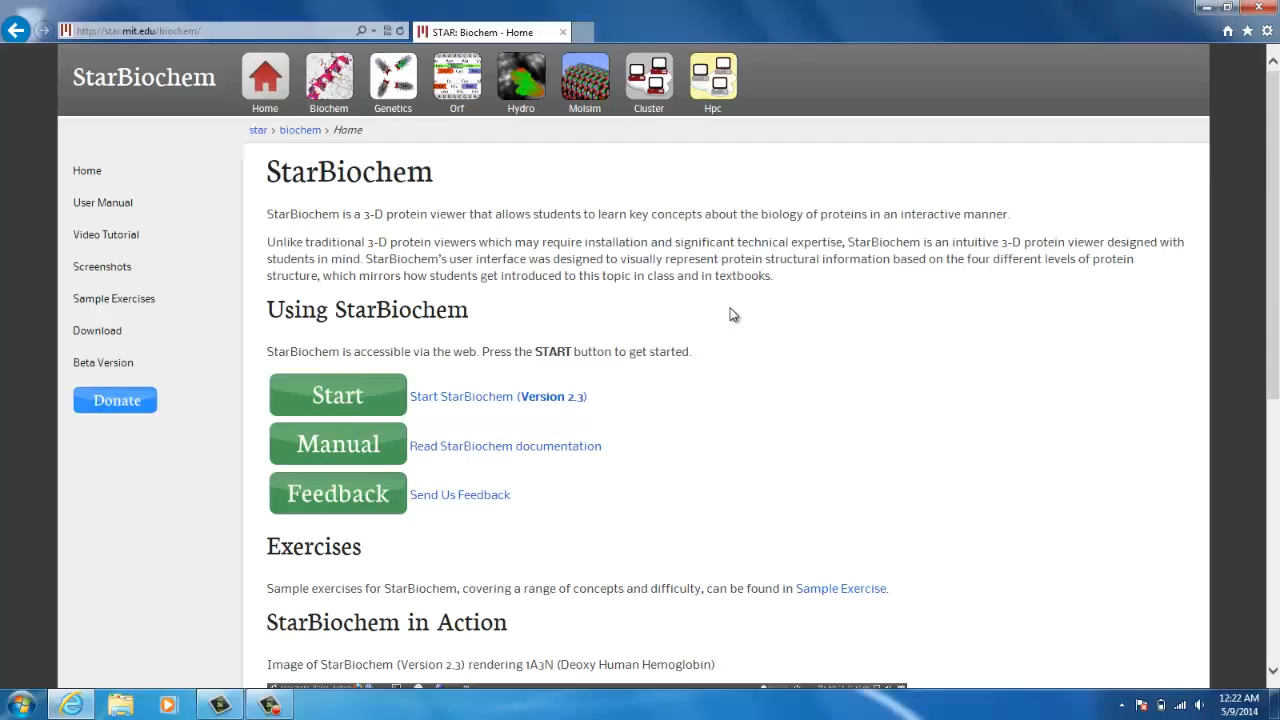 http://star.mit.edu/biochem/
STAR: Biochem - Home
StarBiochem
Home
Biochem
Genetics
Orf
Hydro
Molsim
Cluster
Hpc
star › biochem › Home
Home
User Manual
Video Tutorial
Screenshots
Sample Exercises
Download
Beta Version
Donate
StarBiochem
StarBiochem is a 3-D protein viewer that allows students to learn key concepts about the biology of proteins in an interactive manner.
Unlike traditional 3-D protein viewers which may require installation and significant technical expertise, StarBiochem is an intuitive 3-D protein viewer designed with
students in mind. StarBiochem's user interface was designed to visually represent protein structural information based on the four different levels of protein
structure, which mirrors how students get introduced to this topic in class and in textbooks.
Using StarBiochem
StarBiochem is accessible via the web. Press the START button to get started.
Start Start StarBiochem (Version 2.3)
Manual Read StarBiochem documentation
Feedback Send Us Feedback
Exercises
Sample exercises for StarBiochem, covering a range of concepts and difficulty, can be found in Sample Exercise.
StarBiochem in Action
Image of StarBiochem (Version 2.3) rendering 1A3N (Deoxy Human Hemoglobin)
12:22 AM
5/9/2014